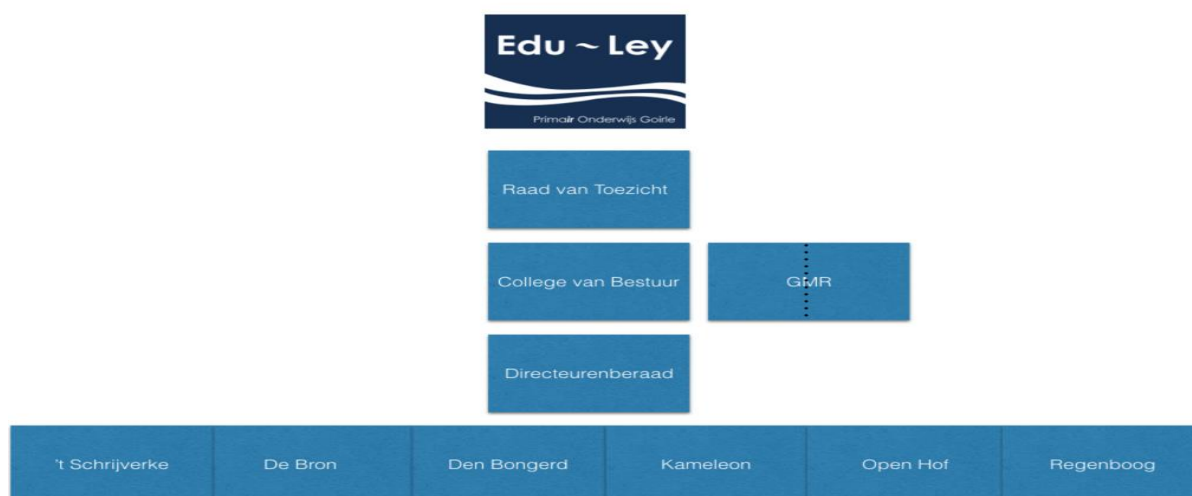 Edu ~ Ley
Primair Onderwijs Goirle
Raad van Toezicht
College van Bestuur
GMR
Directeurenberaad
't Schrijverke
De Bron
Den Bongerd
Kameleon
Open Hof
Regenboog